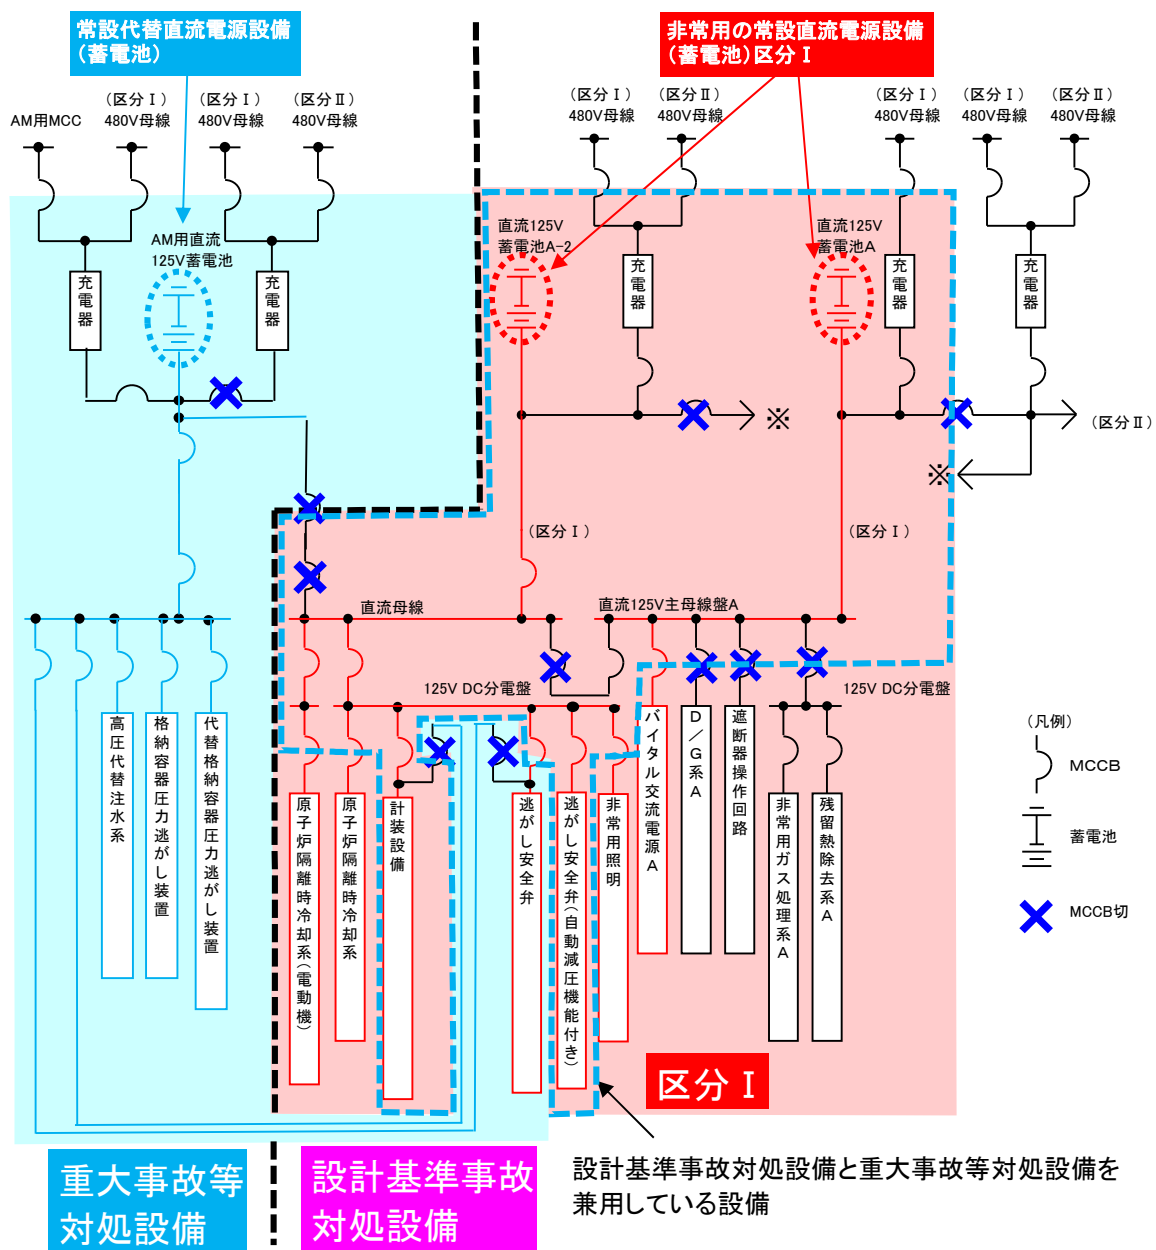 常設代替直流電源設備
（蓄電池）
非常用の常設直流電源設備
（蓄電池）区分Ⅰ
AM用MCC
（区分Ⅰ）
480V母線
（区分Ⅰ）
480V母線
（区分Ⅱ）
480V母線
（区分Ⅰ）
480V母線
（区分Ⅱ）
480V母線
（区分Ⅰ）
480V母線
（区分Ⅰ）
480V母線
（区分Ⅱ）
480V母線
AM用直流
125V蓄電池
直流125V
蓄電池A-2
直流125V
蓄電池A
充電器
充電器
充電器
充電器
充電器
※
（区分Ⅱ）
※
（区分Ⅰ）
（区分Ⅰ）
直流母線
直流125V主母線盤A
125V DC分電盤
125V DC分電盤
高圧代替注水系
格納容器圧力逃がし装置
代替格納容器圧力逃がし装置
原子炉隔離時冷却系（電動機）
原子炉隔離時冷却系
計装設備
逃がし安全弁
逃がし安全弁（自動減圧機能付き）
非常用照明
バイタル交流電源A
D／G系A
遮断器操作回路
非常用ガス処理系A
残留熱除去系A
（凡例）
MCCB
蓄電池
MCCB切
区分Ⅰ
重大事故等
対処設備
設計基準事故
対処設備
設計基準事故対処設備と重大事故等対処設備を
兼用している設備